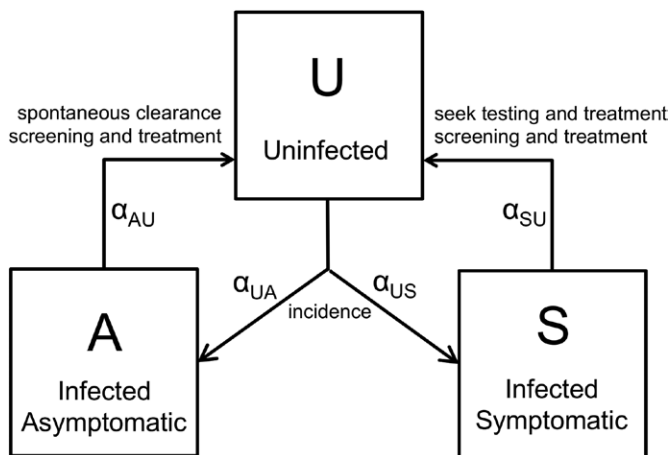 U
Uninfected
spontaneous clearance
screening and treatment
seek testing and treatment
screening and treatment
αAU
αSU
αUA
αUS
incidence
A
Infected
Asymptomatic
S
Infected
Symptomatic